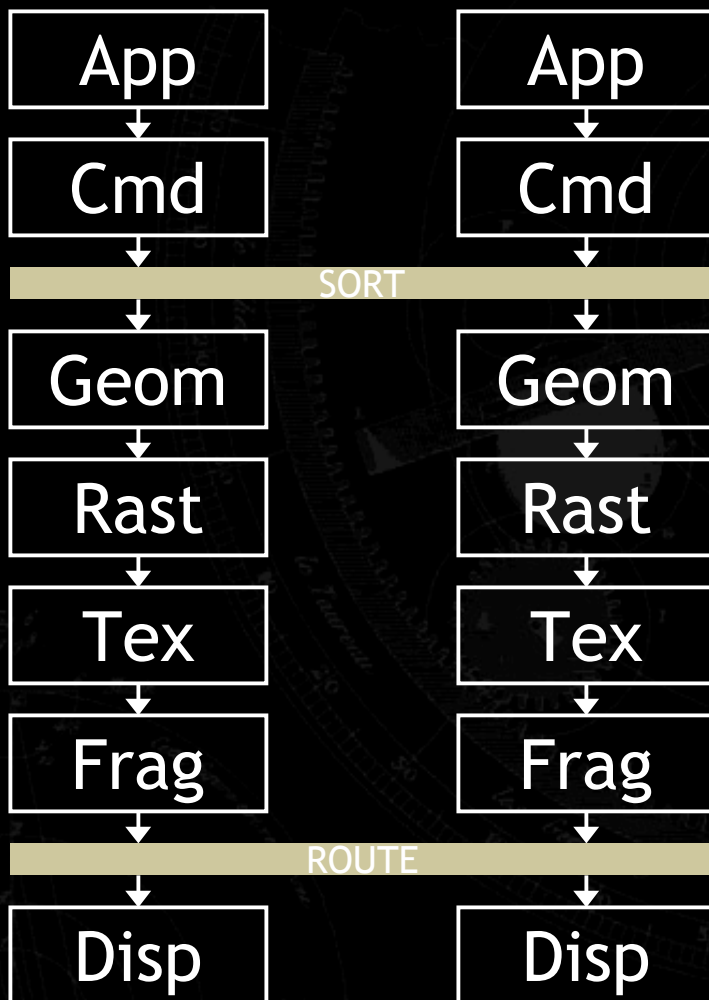 App App
Cmd Cmd
SORT
Geom Geom
Rast Rast
Tex Tex
Frag Frag
ROUTE
Disp Disp